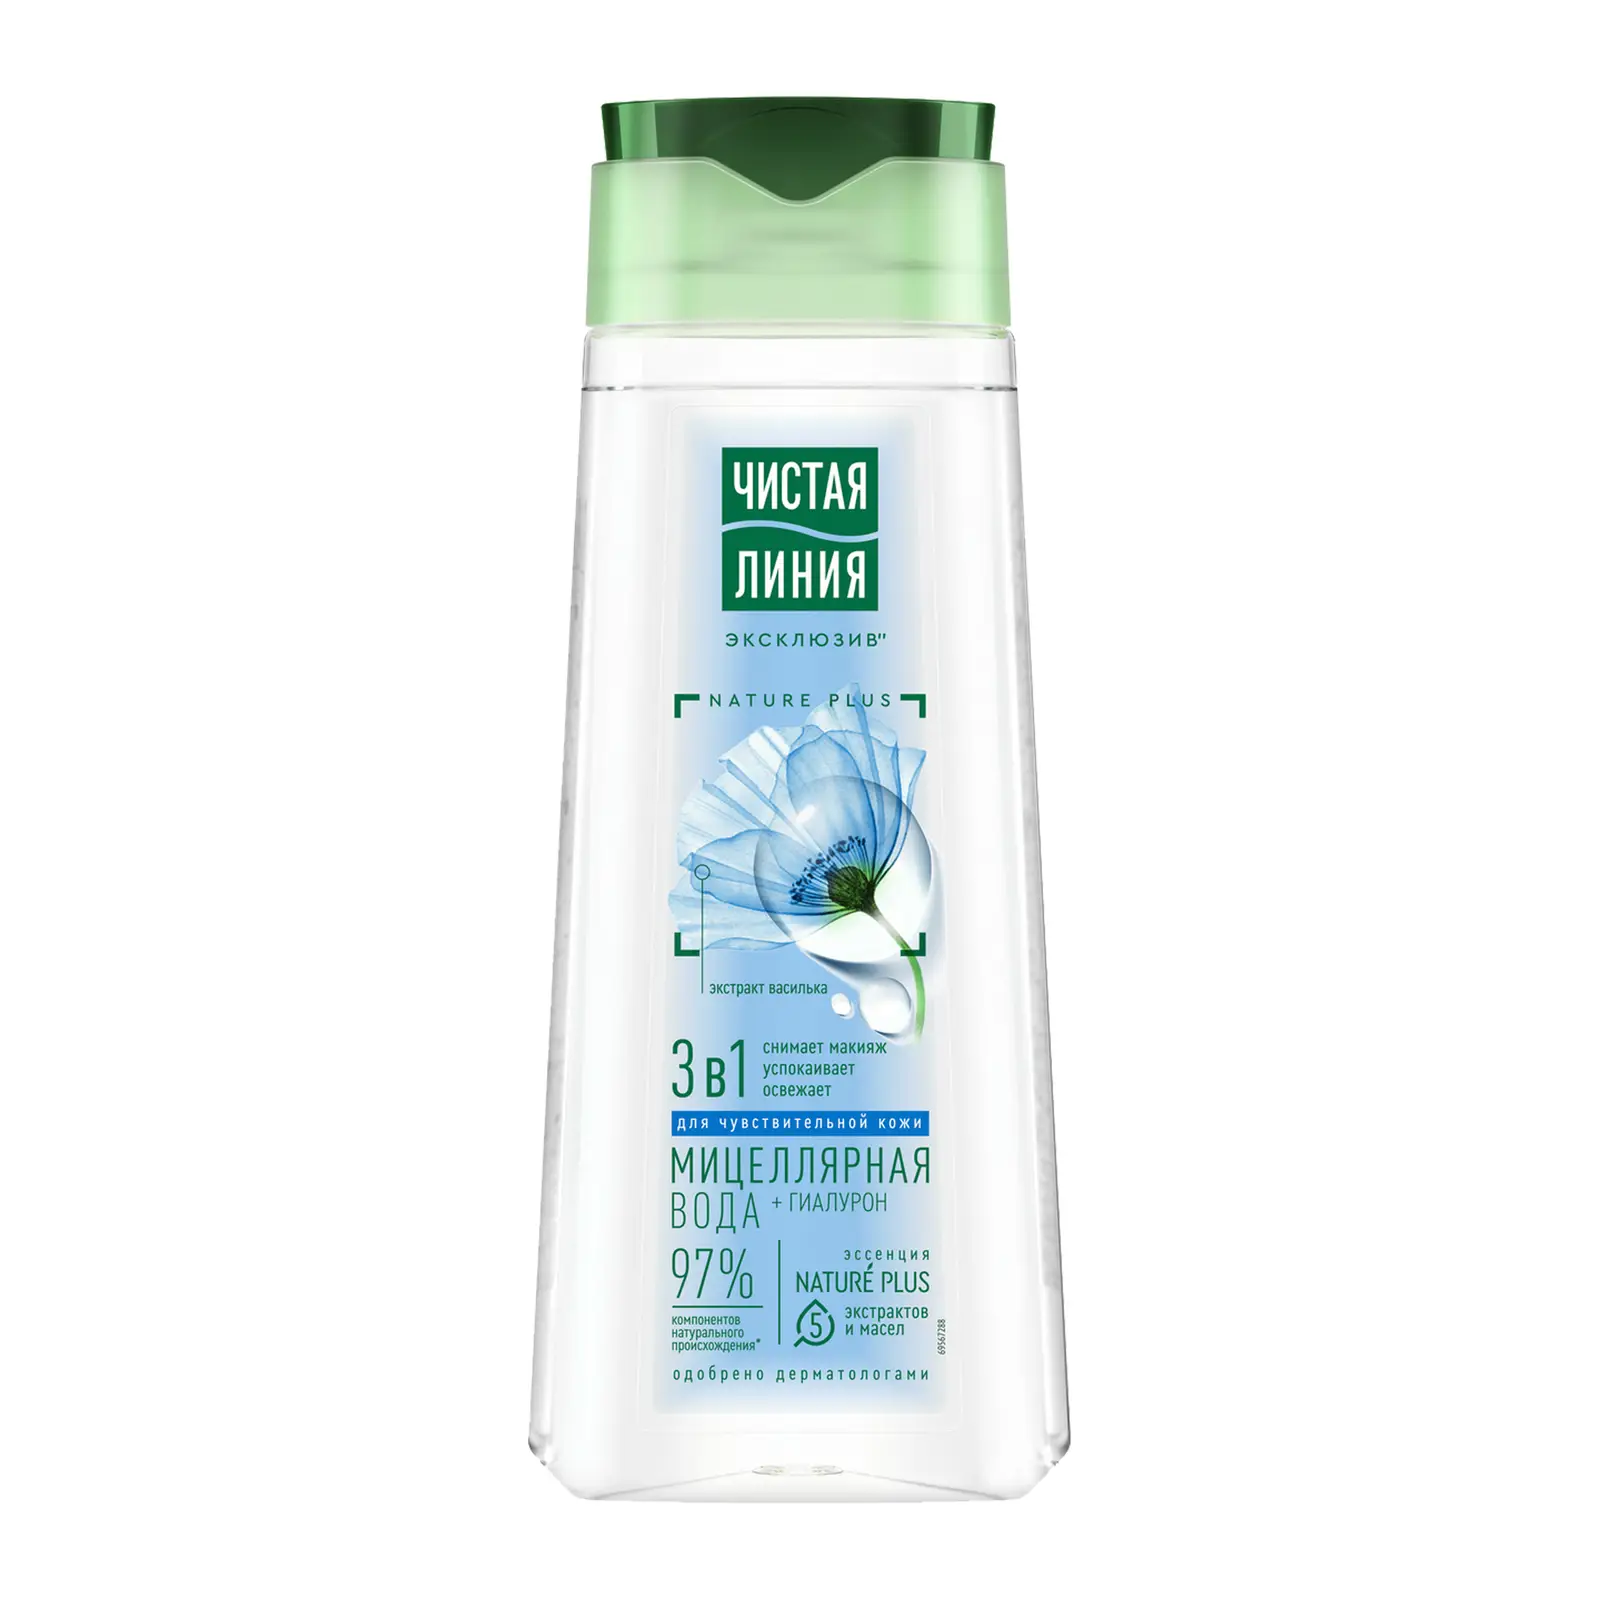 ЧИСТАЯ
ЛИНИЯ
ЭКСКЛЮЗИВ"
NATURE PLUS
экстракт василька
3 в 1
снимает макияж
успокаивает
освежает
для чувствительной кожи
МИЦЕЛЛЯРНАЯ
ВОДА + ГИАЛУРОН
97%
компонентов
натурального
происхождения*
эссенция
NATURÉ PLUS
5
экстрактов
и масел
69567288
одобрено дерматологами